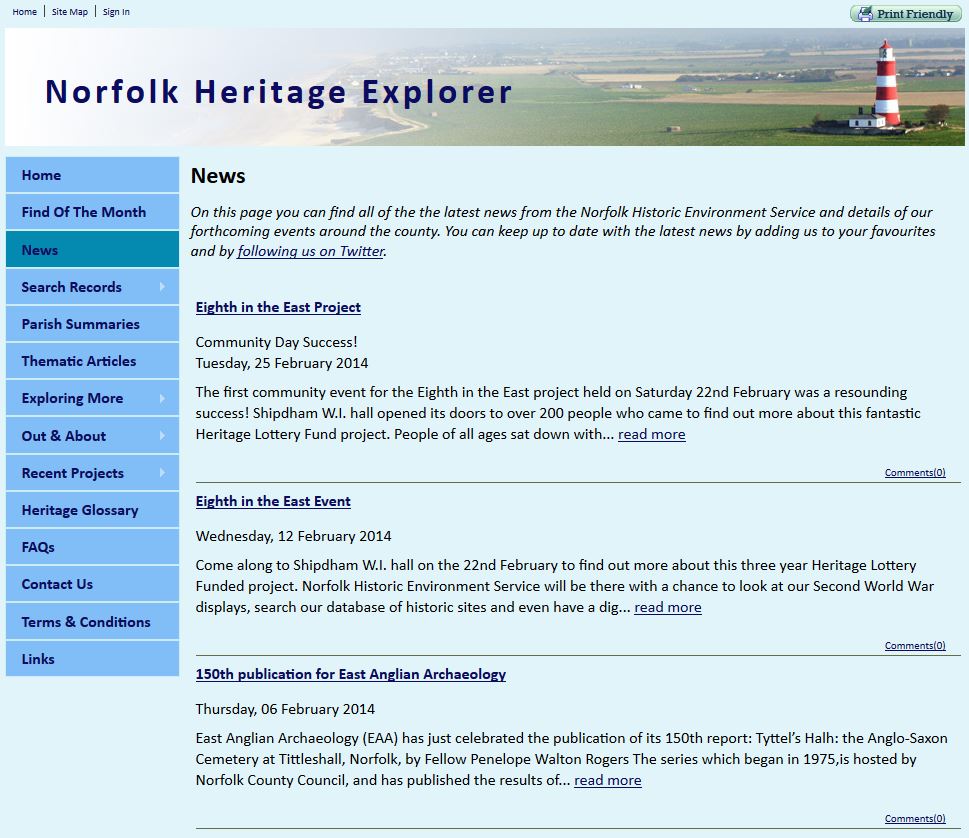 Home | Site Map | Sign In
Print Friendly
Norfolk Heritage Explorer
Home
Find Of The Month
News
Search Records
Parish Summaries
Thematic Articles
Exploring More
Out & About
Recent Projects
Heritage Glossary
FAQs
Contact Us
Terms & Conditions
Links
News
On this page you can find all of the the latest news from the Norfolk Historic Environment Service and details of our
forthcoming events around the county. You can keep up to date with the latest news by adding us to your favourites
and by following us on Twitter.
Eighth in the East Project
Community Day Success!
Tuesday, 25 February 2014
The first community event for the Eighth in the East project held on Saturday 22nd February was a resounding
success! Shipdham W.I. hall opened its doors to over 200 people who came to find out more about this fantastic
Heritage Lottery Fund project. People of all ages sat down with... read more
Comments(0)
Eighth in the East Event
Wednesday, 12 February 2014
Come along to Shipdham W.I. hall on the 22nd February to find out more about this three year Heritage Lottery
Funded project. Norfolk Historic Environment Service will be there with a chance to look at our Second World War
displays, search our database of historic sites and even have a dig... read more
Comments(0)
150th publication for East Anglian Archaeology
Thursday, 06 February 2014
East Anglian Archaeology (EAA) has just celebrated the publication of its 150th report: Tyttel’s Halh: the Anglo-Saxon
Cemetery at Tittleshall, Norfolk, by Fellow Penelope Walton Rogers The series which began in 1975,is hosted by
Norfolk County Council, and has published the results of... read more
Comments(0)